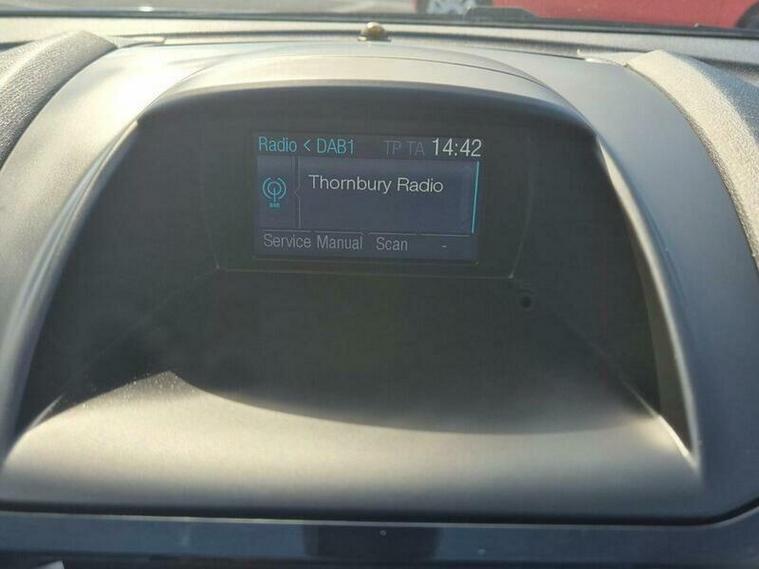 Radio < DAB1 TP TA 14:42
Thornbury Radio
Service Manual Scan -